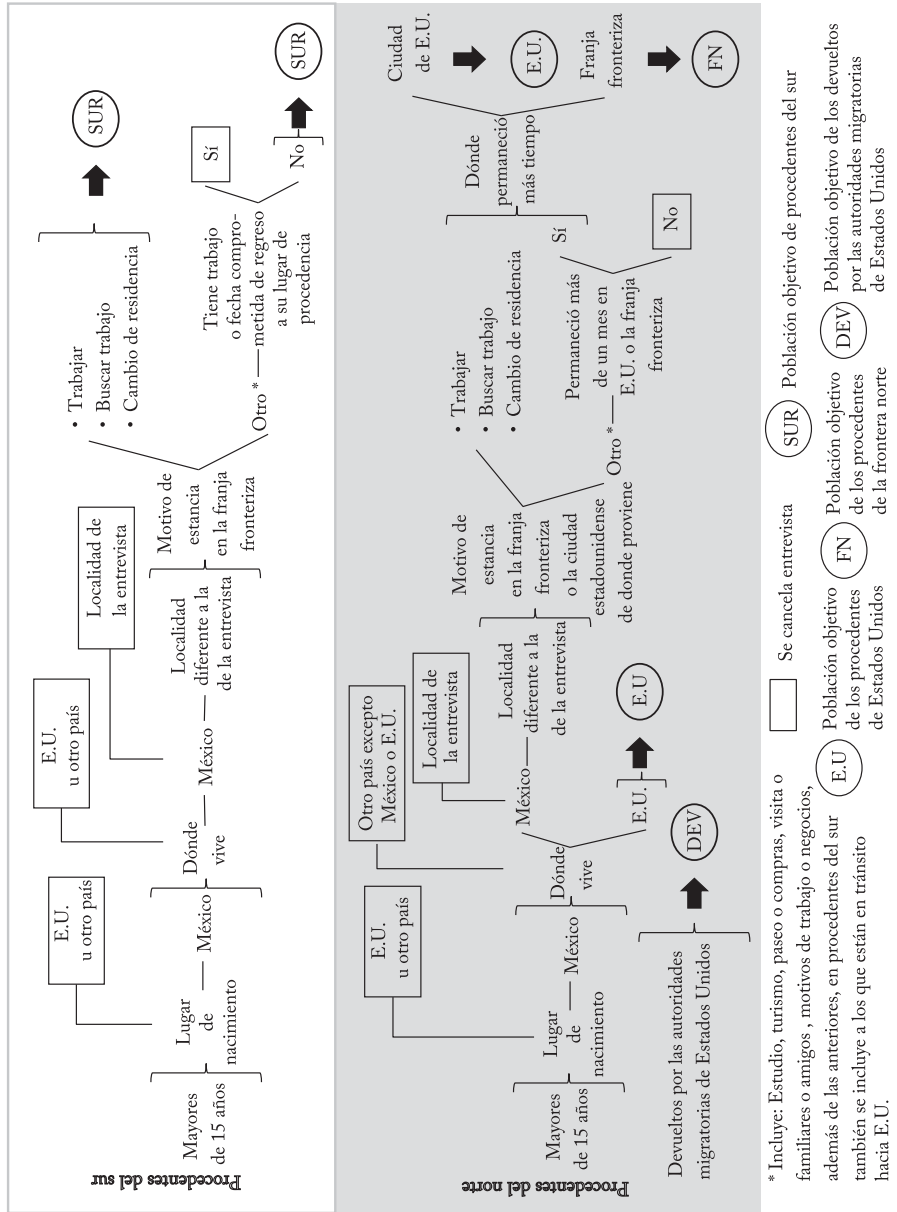 Procedentes del sur
Mayores
de 15 años
Lugar
de
nacimiento
E.U.
u otro país
México
Dónde
vive
E.U.
u otro país
México
Localidad de
la entrevista
Localidad
diferente a la
de la entrevista
Motivo de
estancia
en la franja
fronteriza
• Trabajar
• Buscar trabajo
• Cambio de residencia
SUR
Otro *
Tiene trabajo
o fecha compro-
metida de regreso
a su lugar de
procedencia
Sí
No
SUR
Procedentes del norte
Mayores
de 15 años
Lugar
de
nacimiento
E.U.
u otro país
México
Dónde
vive
Otro país excepto
México o E.U.
México
Localidad de
la entrevista
Localidad
diferente a la
de la entrevista
E.U.
E.U
Motivo de
estancia
en la franja
fronteriza
o la ciudad
estadounidense
de donde proviene
• Trabajar
• Buscar trabajo
• Cambio de residencia
Otro *
Permaneció más
de un mes en
E.U. o la franja
fronteriza
Sí
No
Dónde
permaneció
más tiempo
Ciudad
de E.U.
E.U.
Franja
fronteriza
FN
Devueltos por las autoridades
migratorias de Estados Unidos
DEV
* Incluye: Estudio, turismo, paseo o compras, visita o
familiares o amigos , motivos de trabajo o negocios,
además de las anteriores, en procedentes del sur
también se incluye a los que están en tránsito
hacia E.U.
Se cancela entrevista
SUR
Población objetivo de procedentes del sur
E.U
Población objetivo
de los procedentes
de Estados Unidos
FN
Población objetivo
de los procedentes
de la frontera norte
DEV
Población objetivo de los devueltos
por las autoridades migratorias
de Estados Unidos